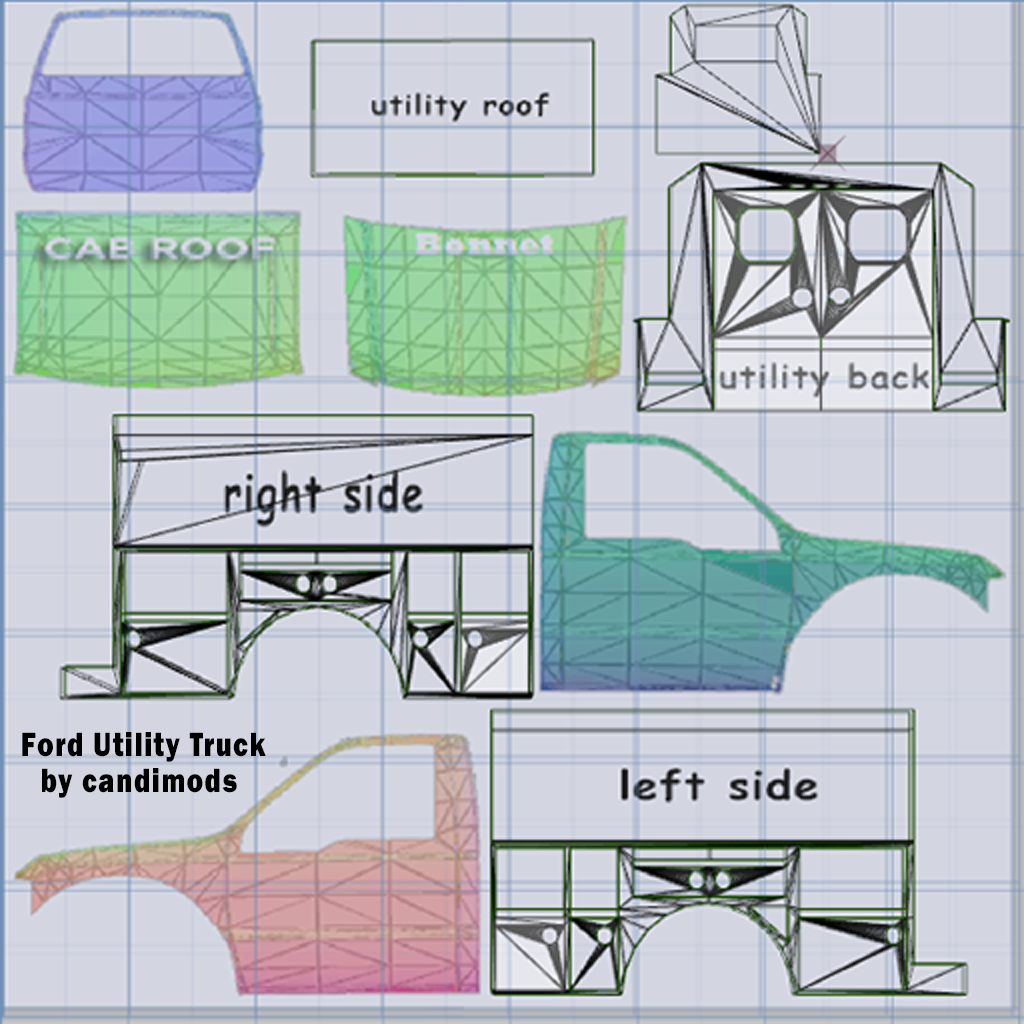 utility roof
CAB ROOF
Bonnet
utility back
right side
Ford Utility Truck
by candimods
left side